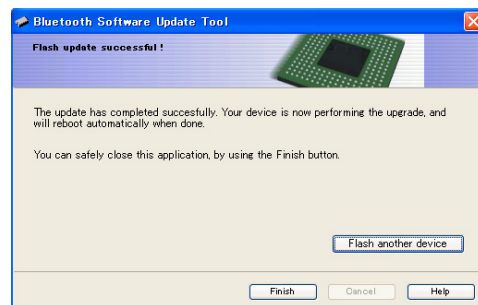 Bluetooth Software Update Tool
Flash update successful !
The update has completed succesfully. Your device is now performing the upgrade, and
will reboot automatically when done.
You can safely close this application, by using the Finish button.
Flash another device
Finish
Cancel
Help